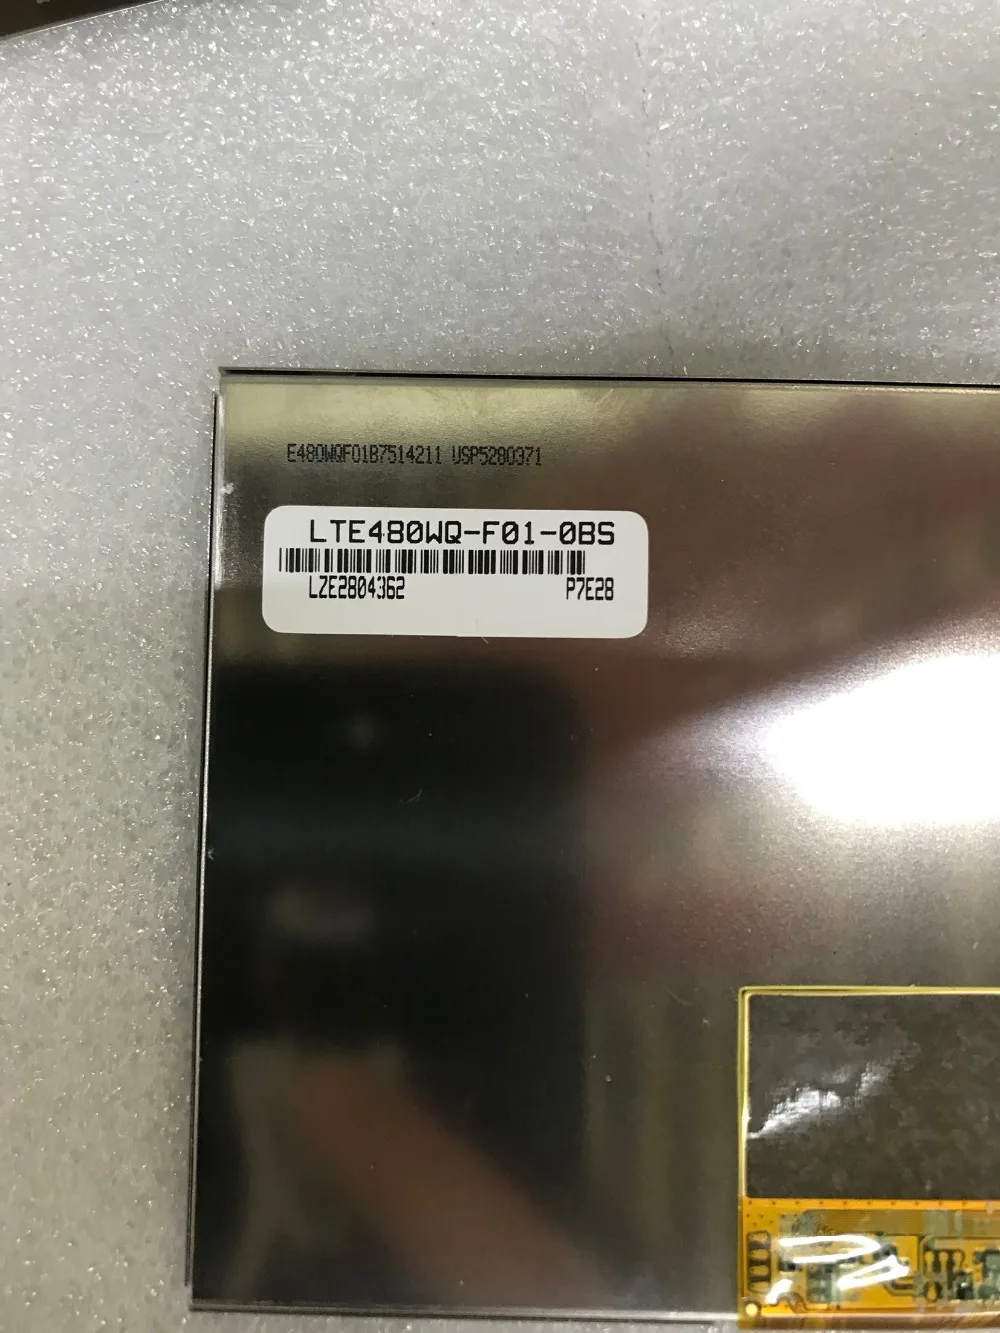 E480WQF01B7514211 USP5280371
LTE480WQ-F01-0BS
LZE2804362 P7E28